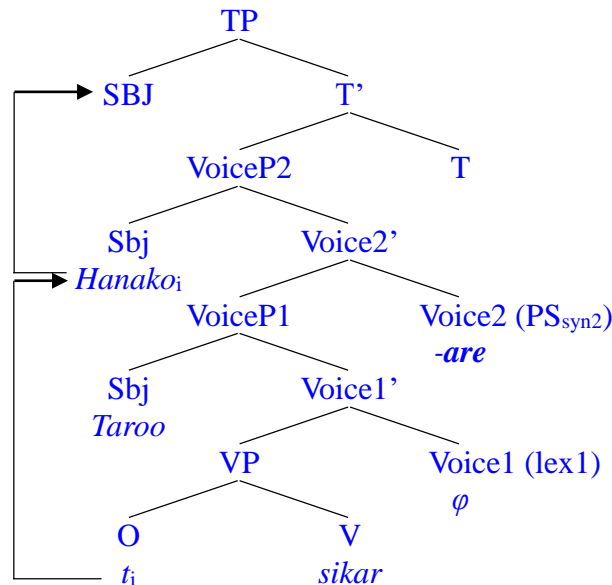 TP
SBJ T’
VoiceP2 T
Sbj Voice2’
Hanakoi
VoiceP1 Voice2 (PSsyn2)
-are
Sbj Voice1’
Taroo
VP Voice1 (lex1)
φ
O V
ti sikar